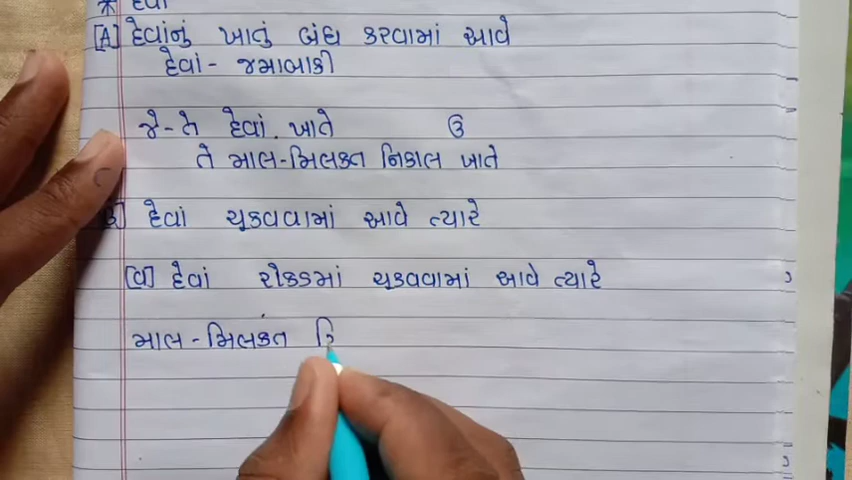 * દેવાં
[A] દેવાંનું ખાતું બંધ કરવામાં આવે
દેવાં - જમાબાકી
જે - તે દેવાં ખાતે ઉ
તે માલ-મિલકત નિકાલ ખાતે
દેવાં ચૂકવવામાં આવે ત્યારે
દેવાં રોકડમાં ચૂકવવામાં આવે ત્યારે
માલ - મિલકત નિ